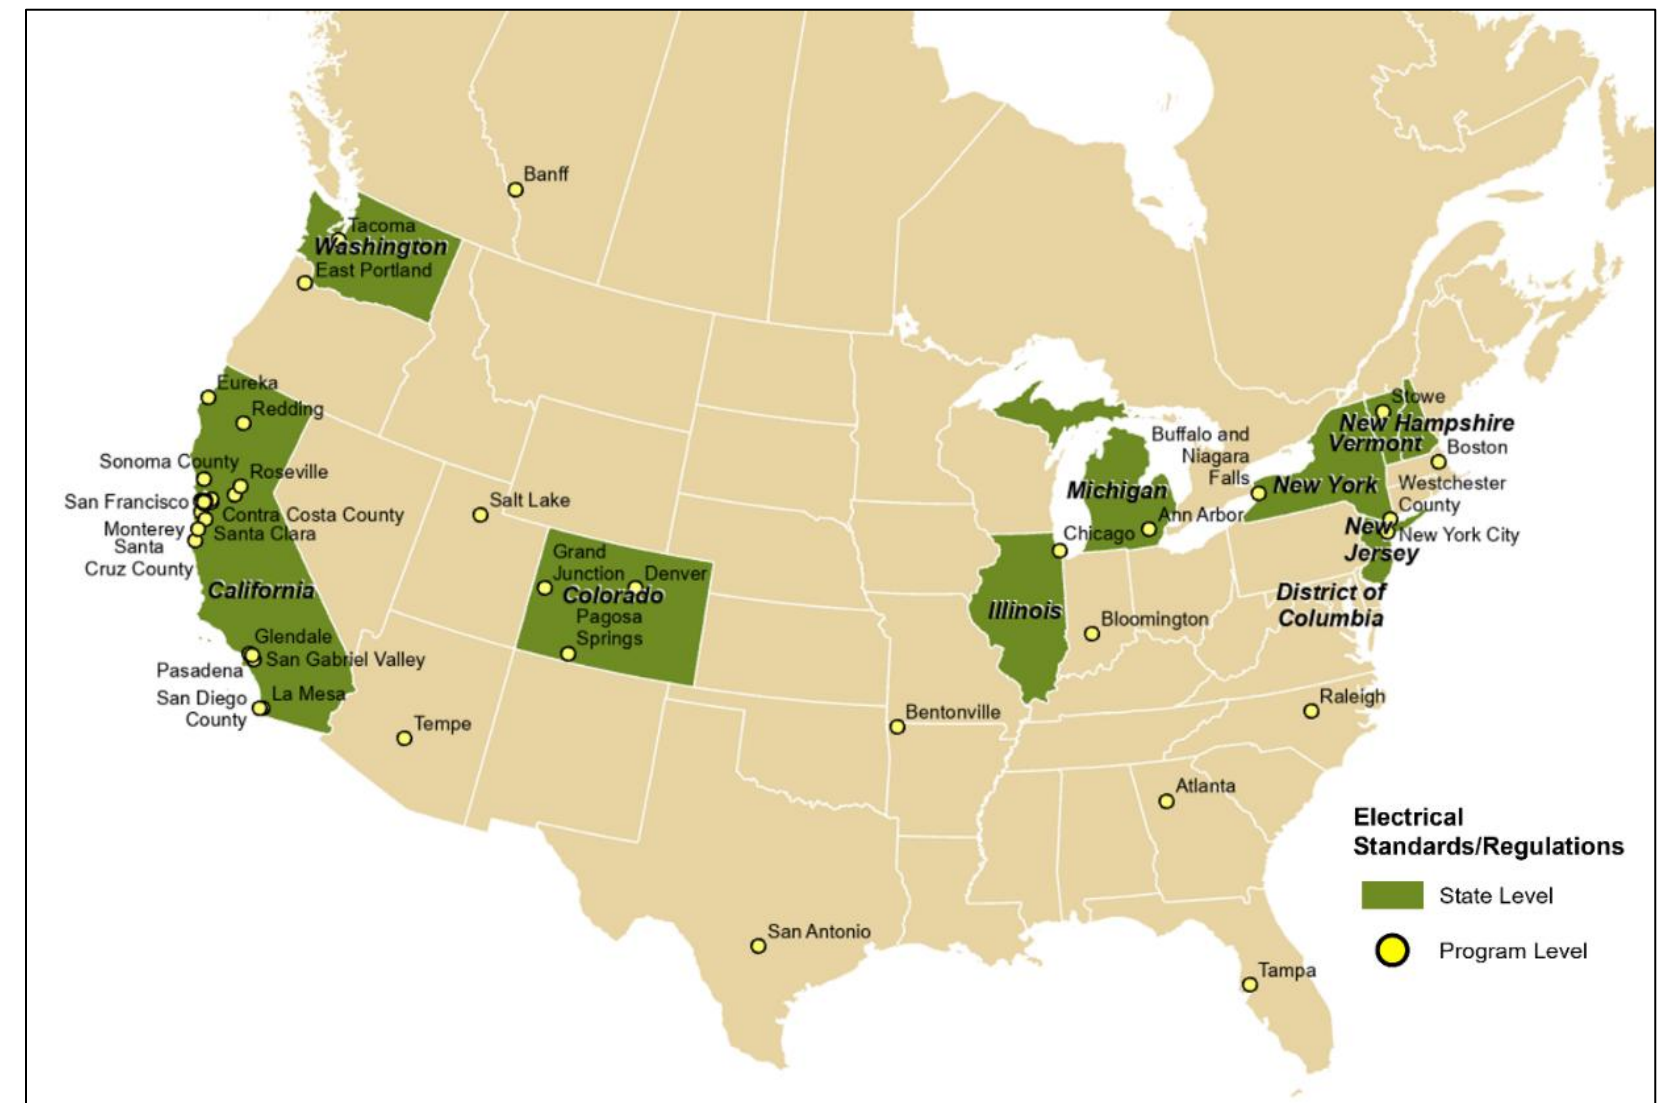 Banff
Tacoma
Washington
East Portland
Eureka
Redding
Sonoma County
Roseville
San Francisco
Contra Costa County
Monterey
Santa Clara
Santa
Cruz County
California
Glendale
San Gabriel Valley
Pasadena
La Mesa
San Diego
County
Salt Lake
Grand
Junction
Denver
Colorado
Pagosa
Springs
Tempe
San Antonio
Bentonville
Illinois
Chicago
Michigan
Ann Arbor
Bloomington
Buffalo and
Niagara
Falls
Stowe
New Hampshire
Vermont
Boston
New York
Westchester
County
New
Jersey
New York City
District of
Columbia
Raleigh
Atlanta
Tampa
Electrical
Standards/Regulations
State Level
Program Level